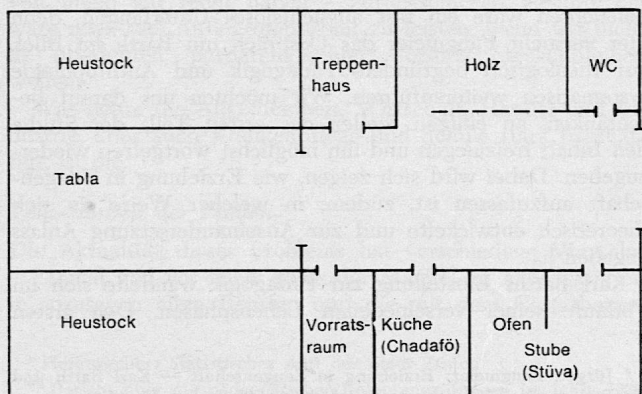 Heustock
Treppen-
haus
Holz
WC
Tabla
Heustock
Vorrats-
raum
Küche
(Chadafö)
Ofen
Stube
(Stüva)